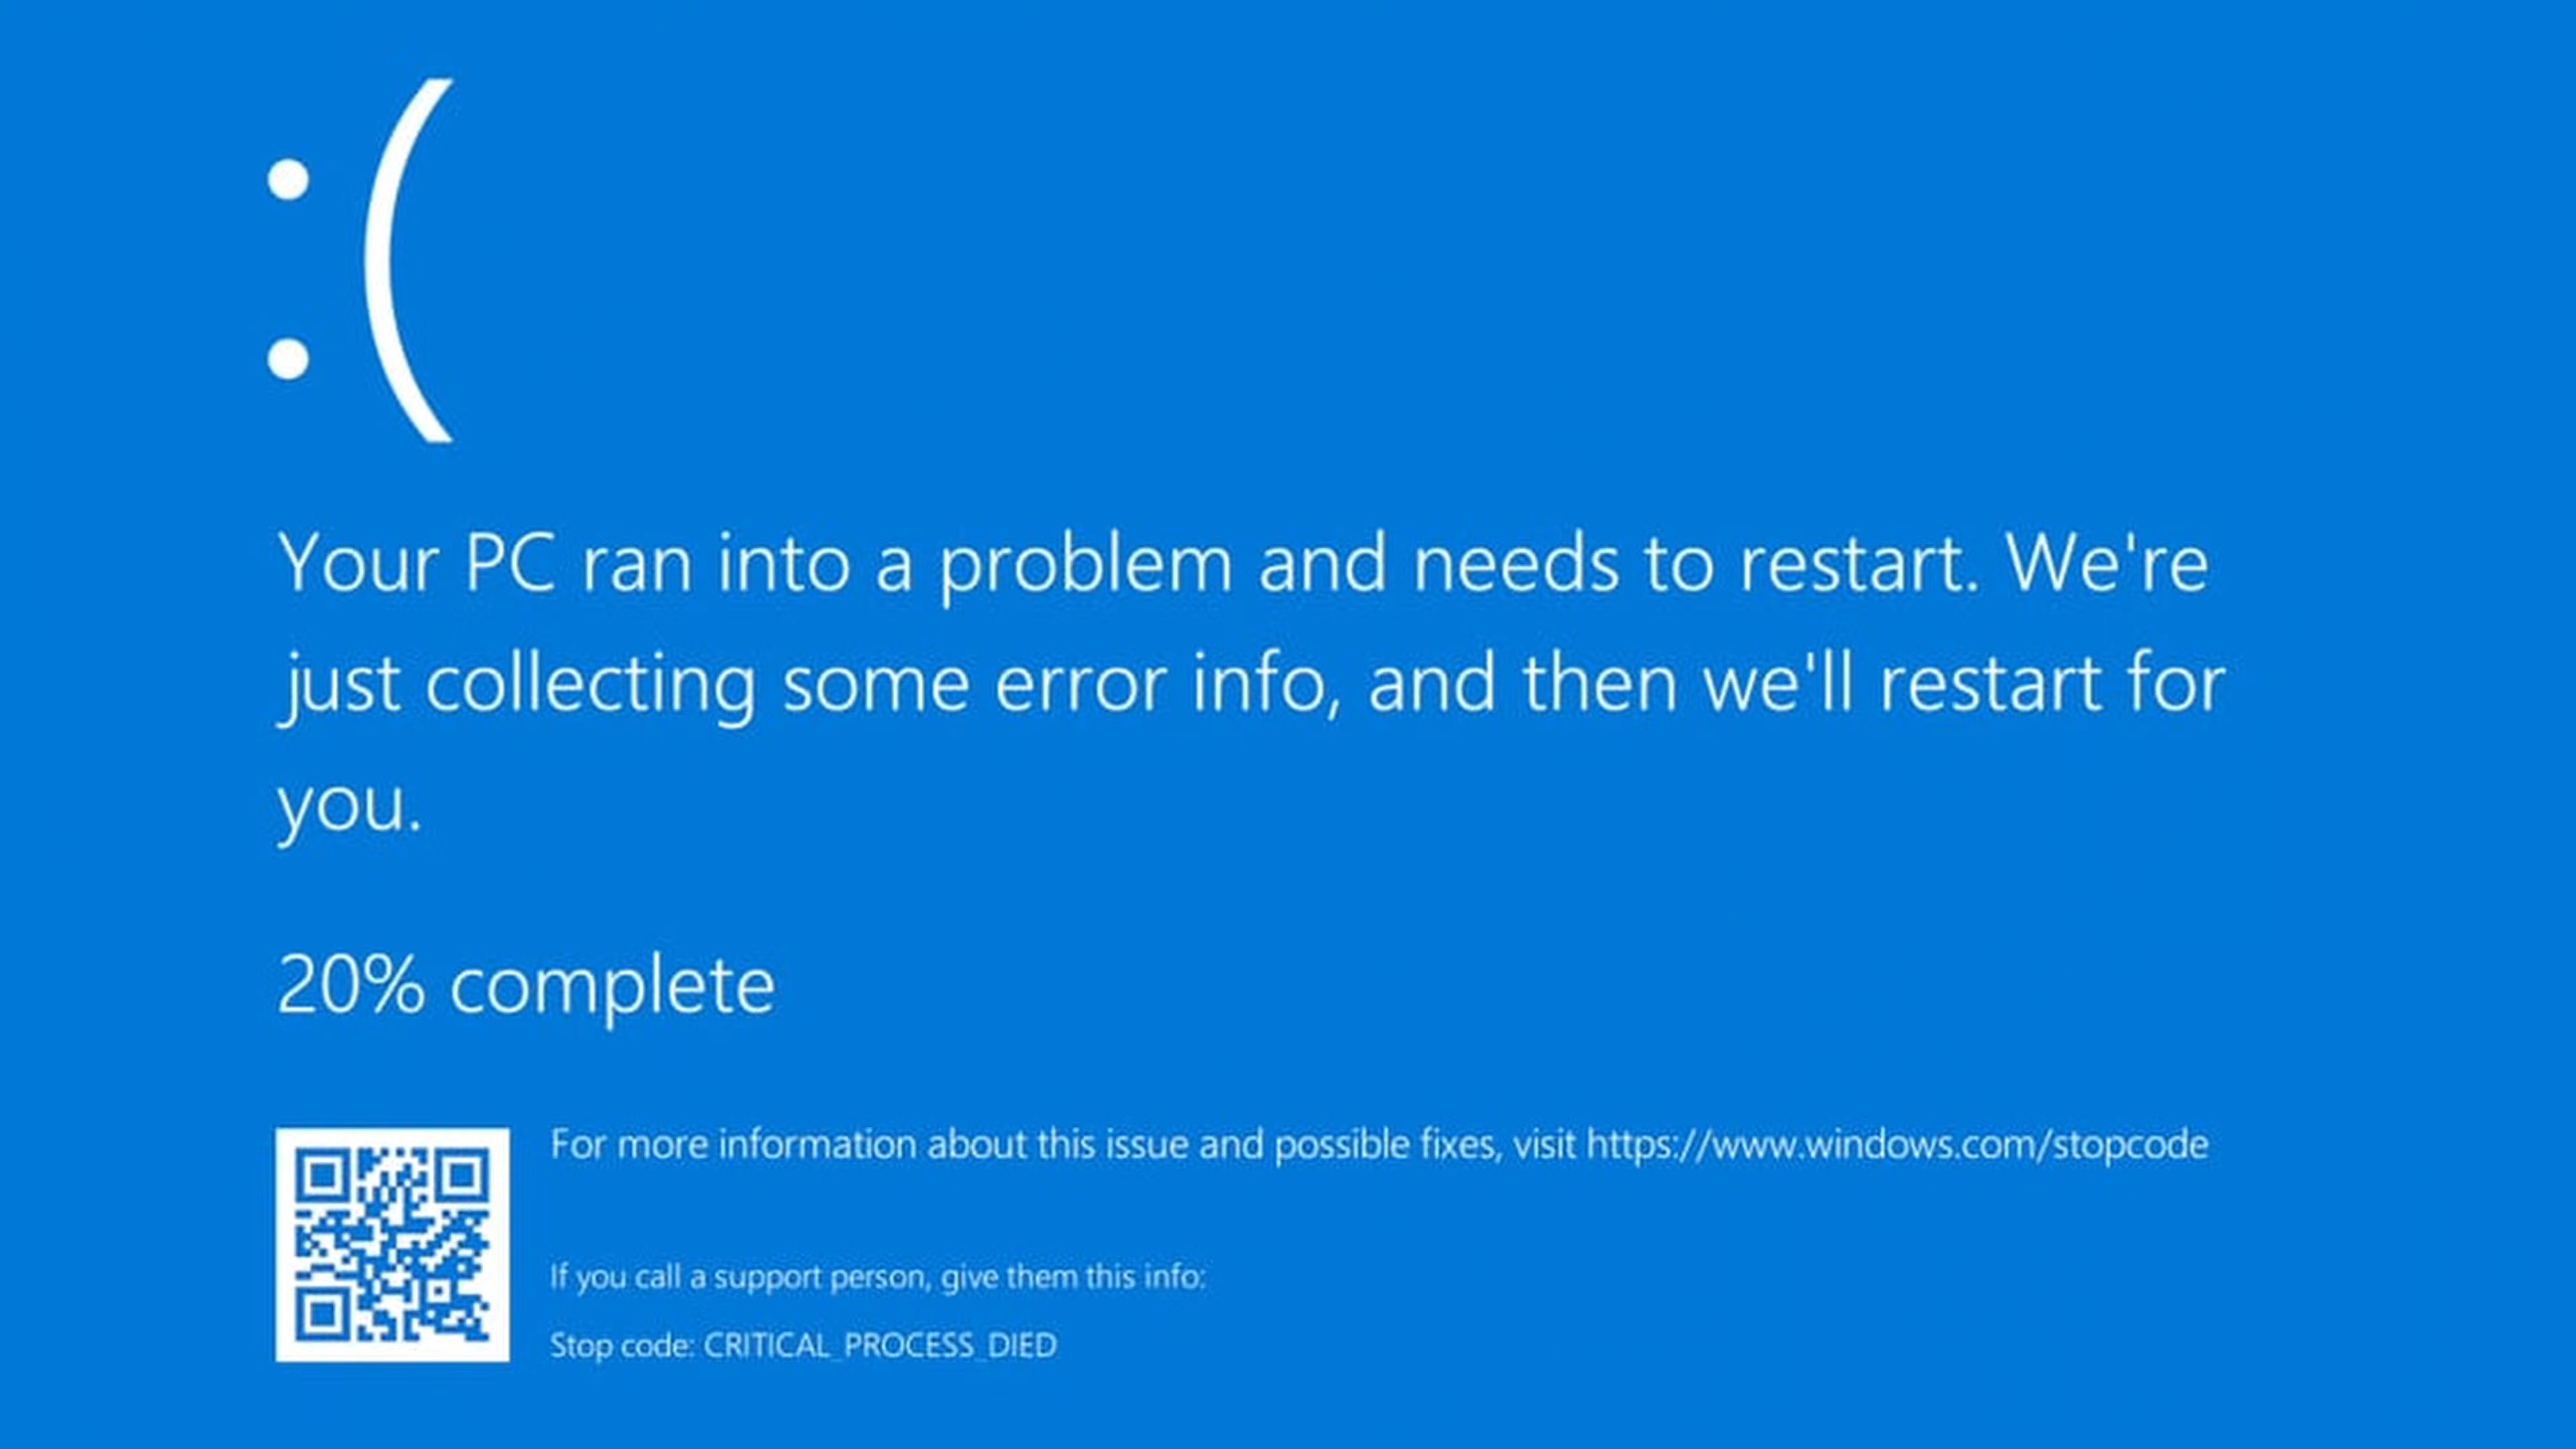 :(
Your PC ran into a problem and needs to restart. We're
just collecting some error info, and then we'll restart for
you.
20% complete
For more information about this issue and possible fixes, visit https://www.windows.com/stopcode
If you call a support person, give them this info:
Stop code: CRITICAL_PROCESS_DIED